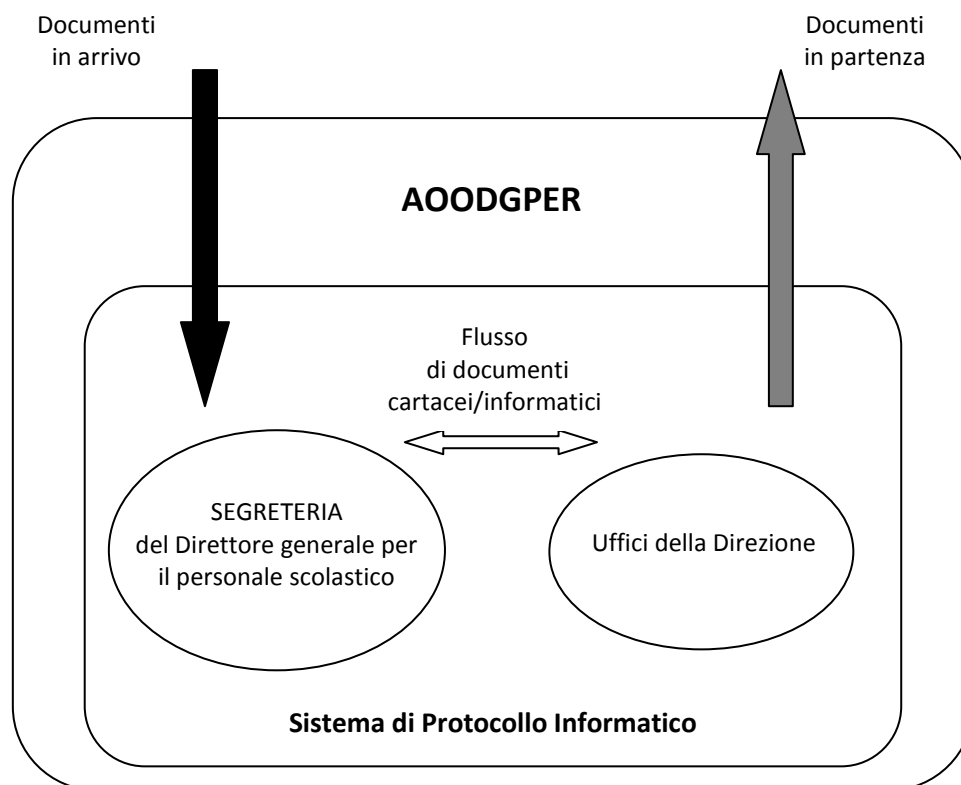 Documenti
in arrivo
Documenti
in partenza
AOODGPER
Flusso
di documenti
cartacei/informatici
SEGRETERIA
del Direttore generale per
il personale scolastico
Uffici della Direzione
Sistema di Protocollo Informatico